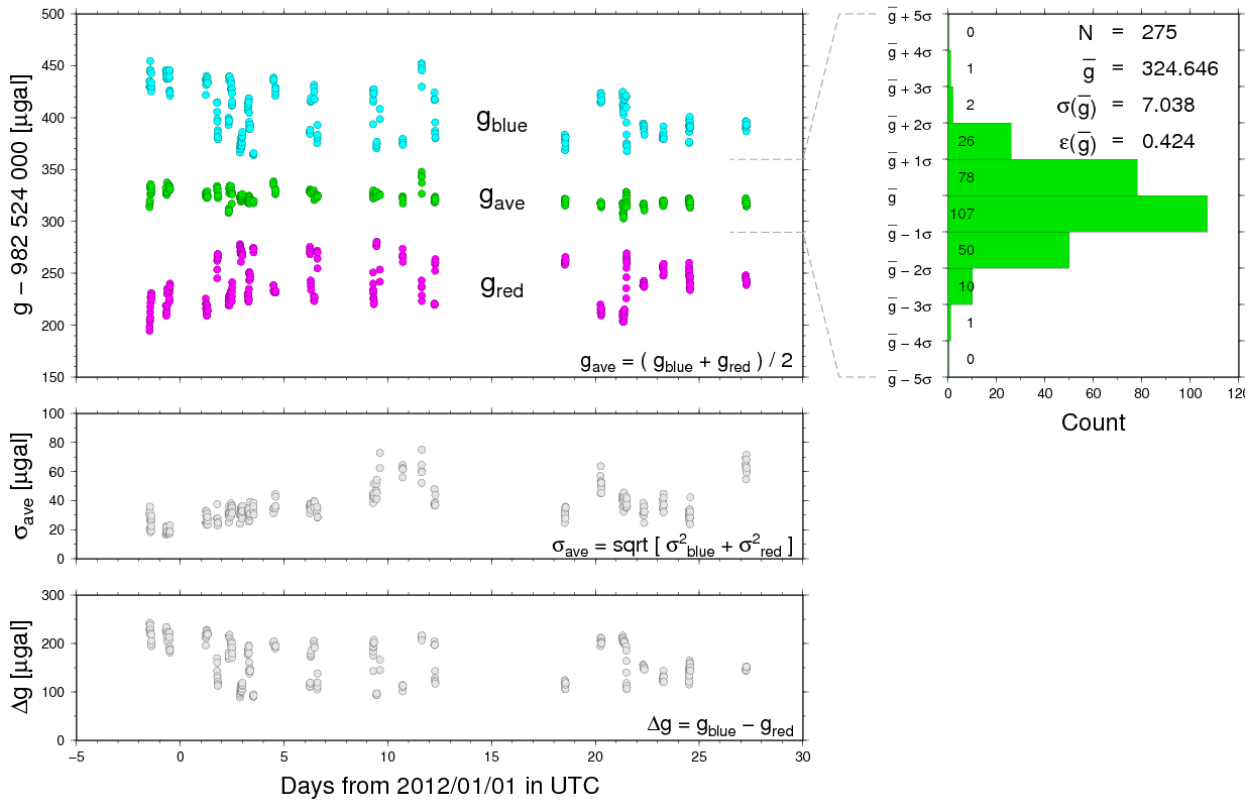 500
450
400
350
300
250
200
150
g − 982 524 000 [μgal]
g_blue
g_ave
g_red
g_ave = ( g_blue + g_red ) / 2
g̅ + 5σ
g̅ + 4σ
g̅ + 3σ
g̅ + 2σ
g̅ + 1σ
g̅
g̅ − 1σ
g̅ − 2σ
g̅ − 3σ
g̅ − 4σ
g̅ − 5σ
0
1
2
26
78
107
50
10
1
0
N = 275
g̅ = 324.646
σ(g̅) = 7.038
ε(g̅) = 0.424
0 20 40 60 80 100 120
Count
100
80
60
40
20
0
σ_ave [μgal]
σ_ave = sqrt [ σ²_blue + σ²_red ]
300
200
100
0
Δg [μgal]
Δg = g_blue − g_red
−5 0 5 10 15 20 25 30
Days from 2012/01/01 in UTC